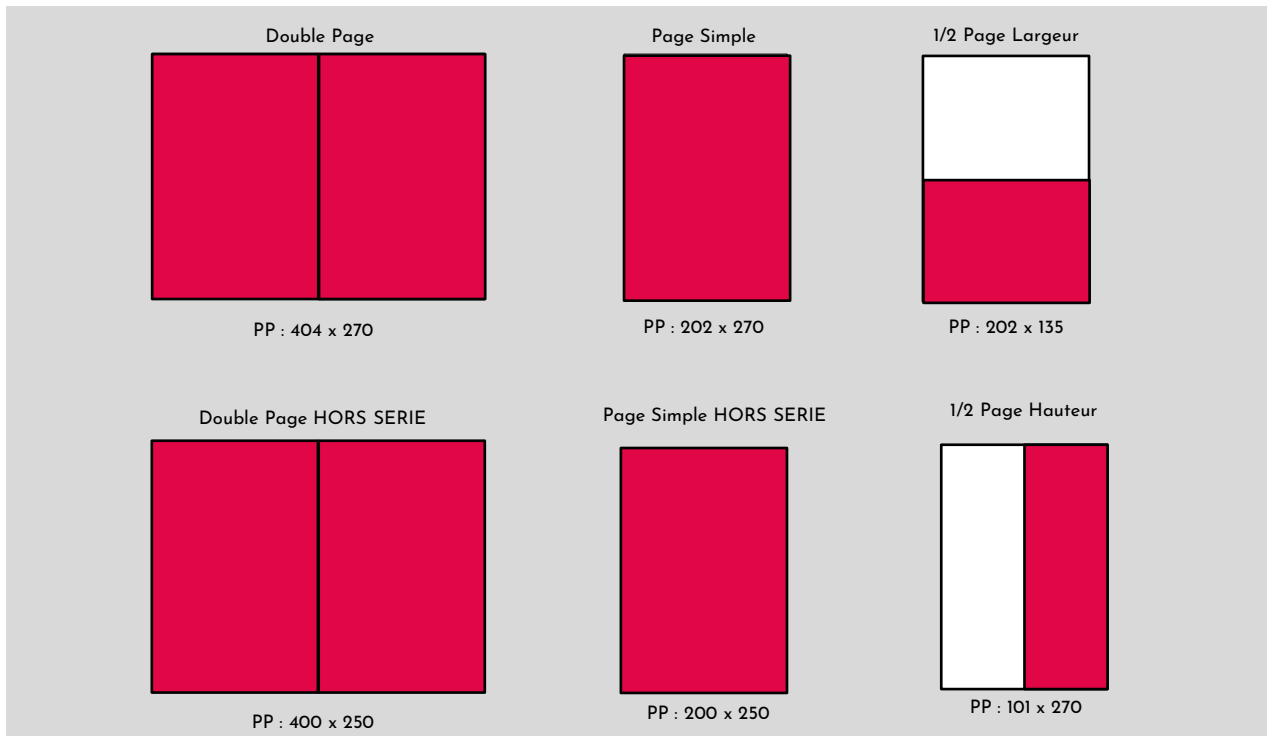 Double Page
Page Simple
1/2 Page Largeur
PP : 404 x 270
PP : 202 x 270
PP : 202 x 135
Double Page HORS SERIE
Page Simple HORS SERIE
1/2 Page Hauteur
PP : 400 x 250
PP : 200 x 250
PP : 101 x 270